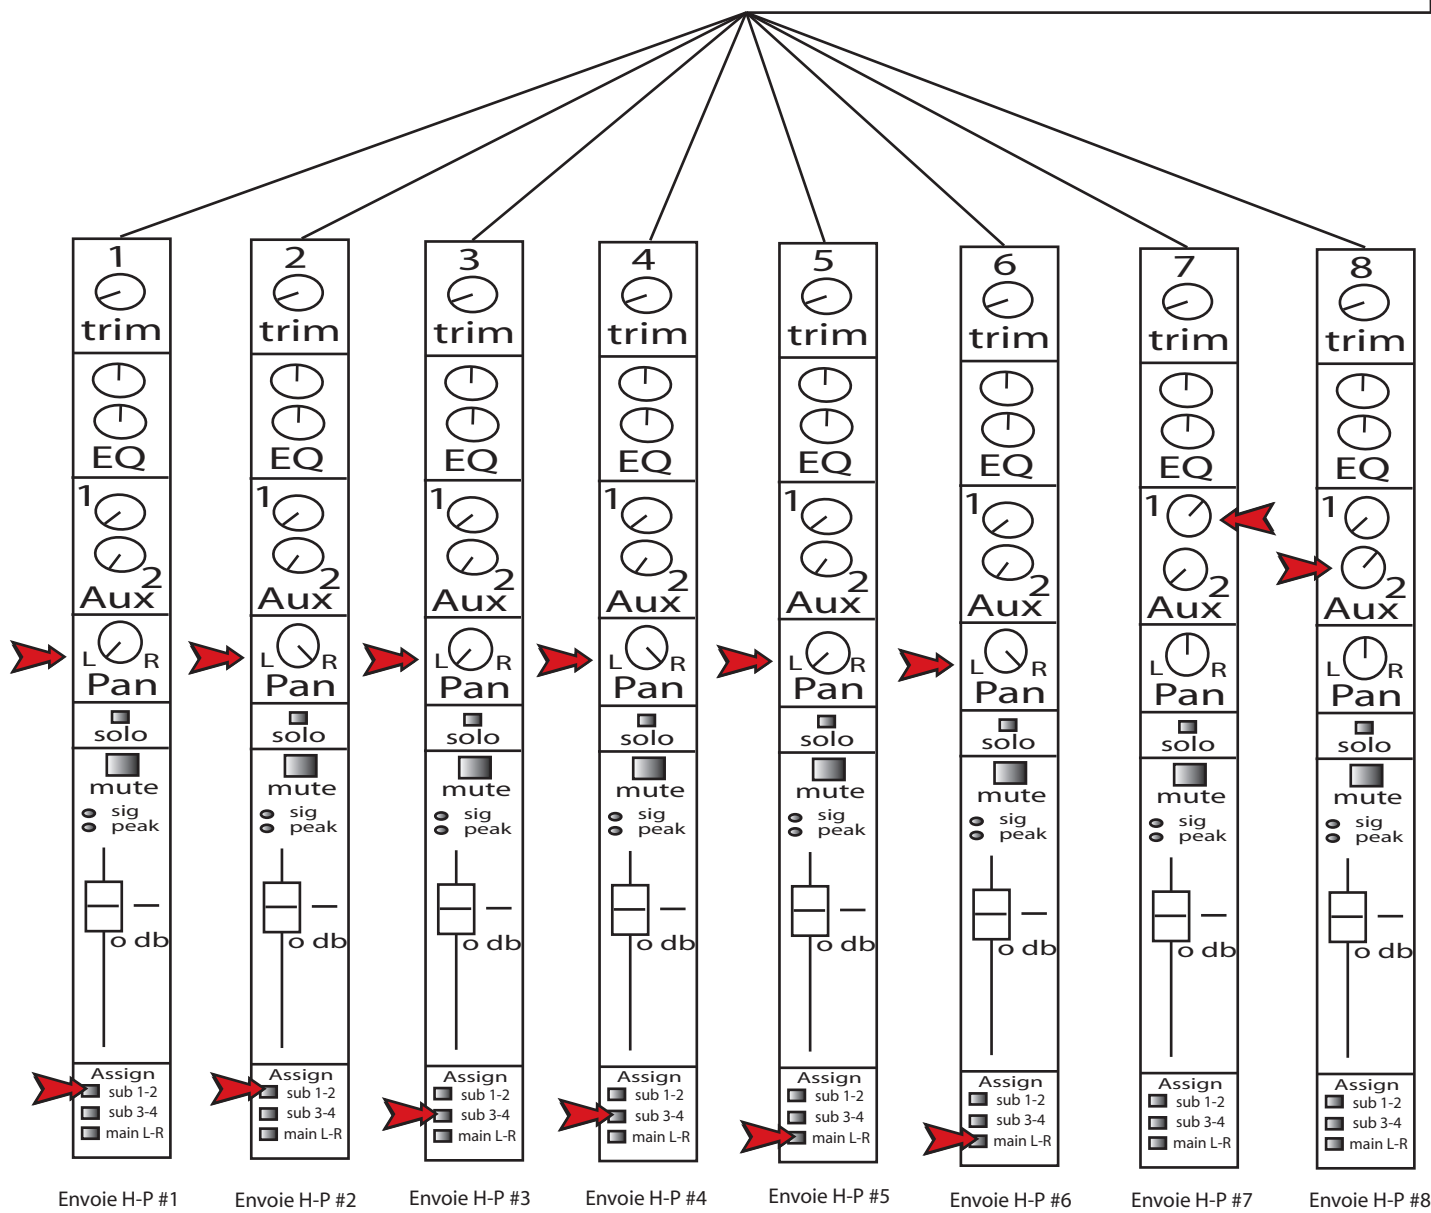 1
trim
EQ
1
2
Aux
L R
Pan
solo
mute
sig
peak
o db
Assign
sub 1-2
sub 3-4
main L-R
Envoie H-P #1
2
trim
EQ
1
2
Aux
L R
Pan
solo
mute
sig
peak
o db
Assign
sub 1-2
sub 3-4
main L-R
Envoie H-P #2
3
trim
EQ
1
2
Aux
L R
Pan
solo
mute
sig
peak
o db
Assign
sub 1-2
sub 3-4
main L-R
Envoie H-P #3
4
trim
EQ
1
2
Aux
L R
Pan
solo
mute
sig
peak
o db
Assign
sub 1-2
sub 3-4
main L-R
Envoie H-P #4
5
trim
EQ
1
2
Aux
L R
Pan
solo
mute
sig
peak
o db
Assign
sub 1-2
sub 3-4
main L-R
Envoie H-P #5
6
trim
EQ
1
2
Aux
L R
Pan
solo
mute
sig
peak
o db
Assign
sub 1-2
sub 3-4
main L-R
Envoie H-P #6
7
trim
EQ
1
2
Aux
L R
Pan
solo
mute
sig
peak
o db
Assign
sub 1-2
sub 3-4
main L-R
Envoie H-P #7
8
trim
EQ
1
2
Aux
L R
Pan
solo
mute
sig
peak
o db
Assign
sub 1-2
sub 3-4
main L-R
Envoie H-P #8